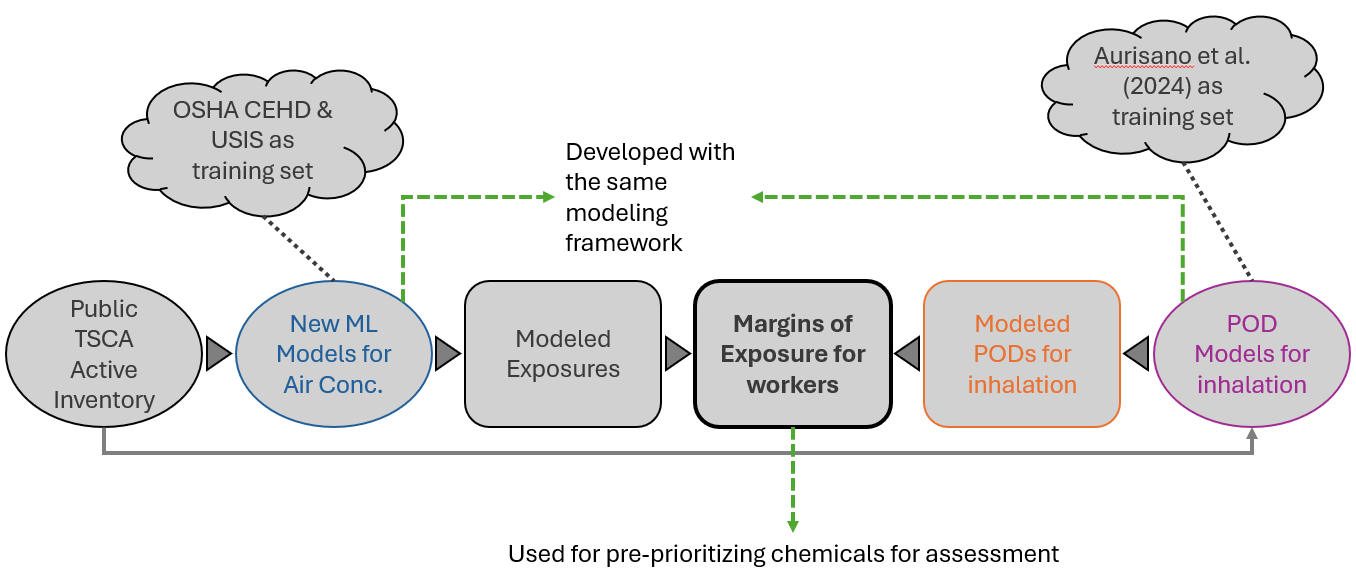 Aurisano et al.
(2024) as
training set
OSHA CEHD &
USIS as
training set
Developed with
the same
modeling
framework
Public
TSCA
Active
Inventory
New ML
Models for
Air Conc.
Modeled
Exposures
Margins of
Exposure for
workers
Modeled
PODs for
inhalation
POD
Models for
inhalation
Used for pre-prioritizing chemicals for assessment